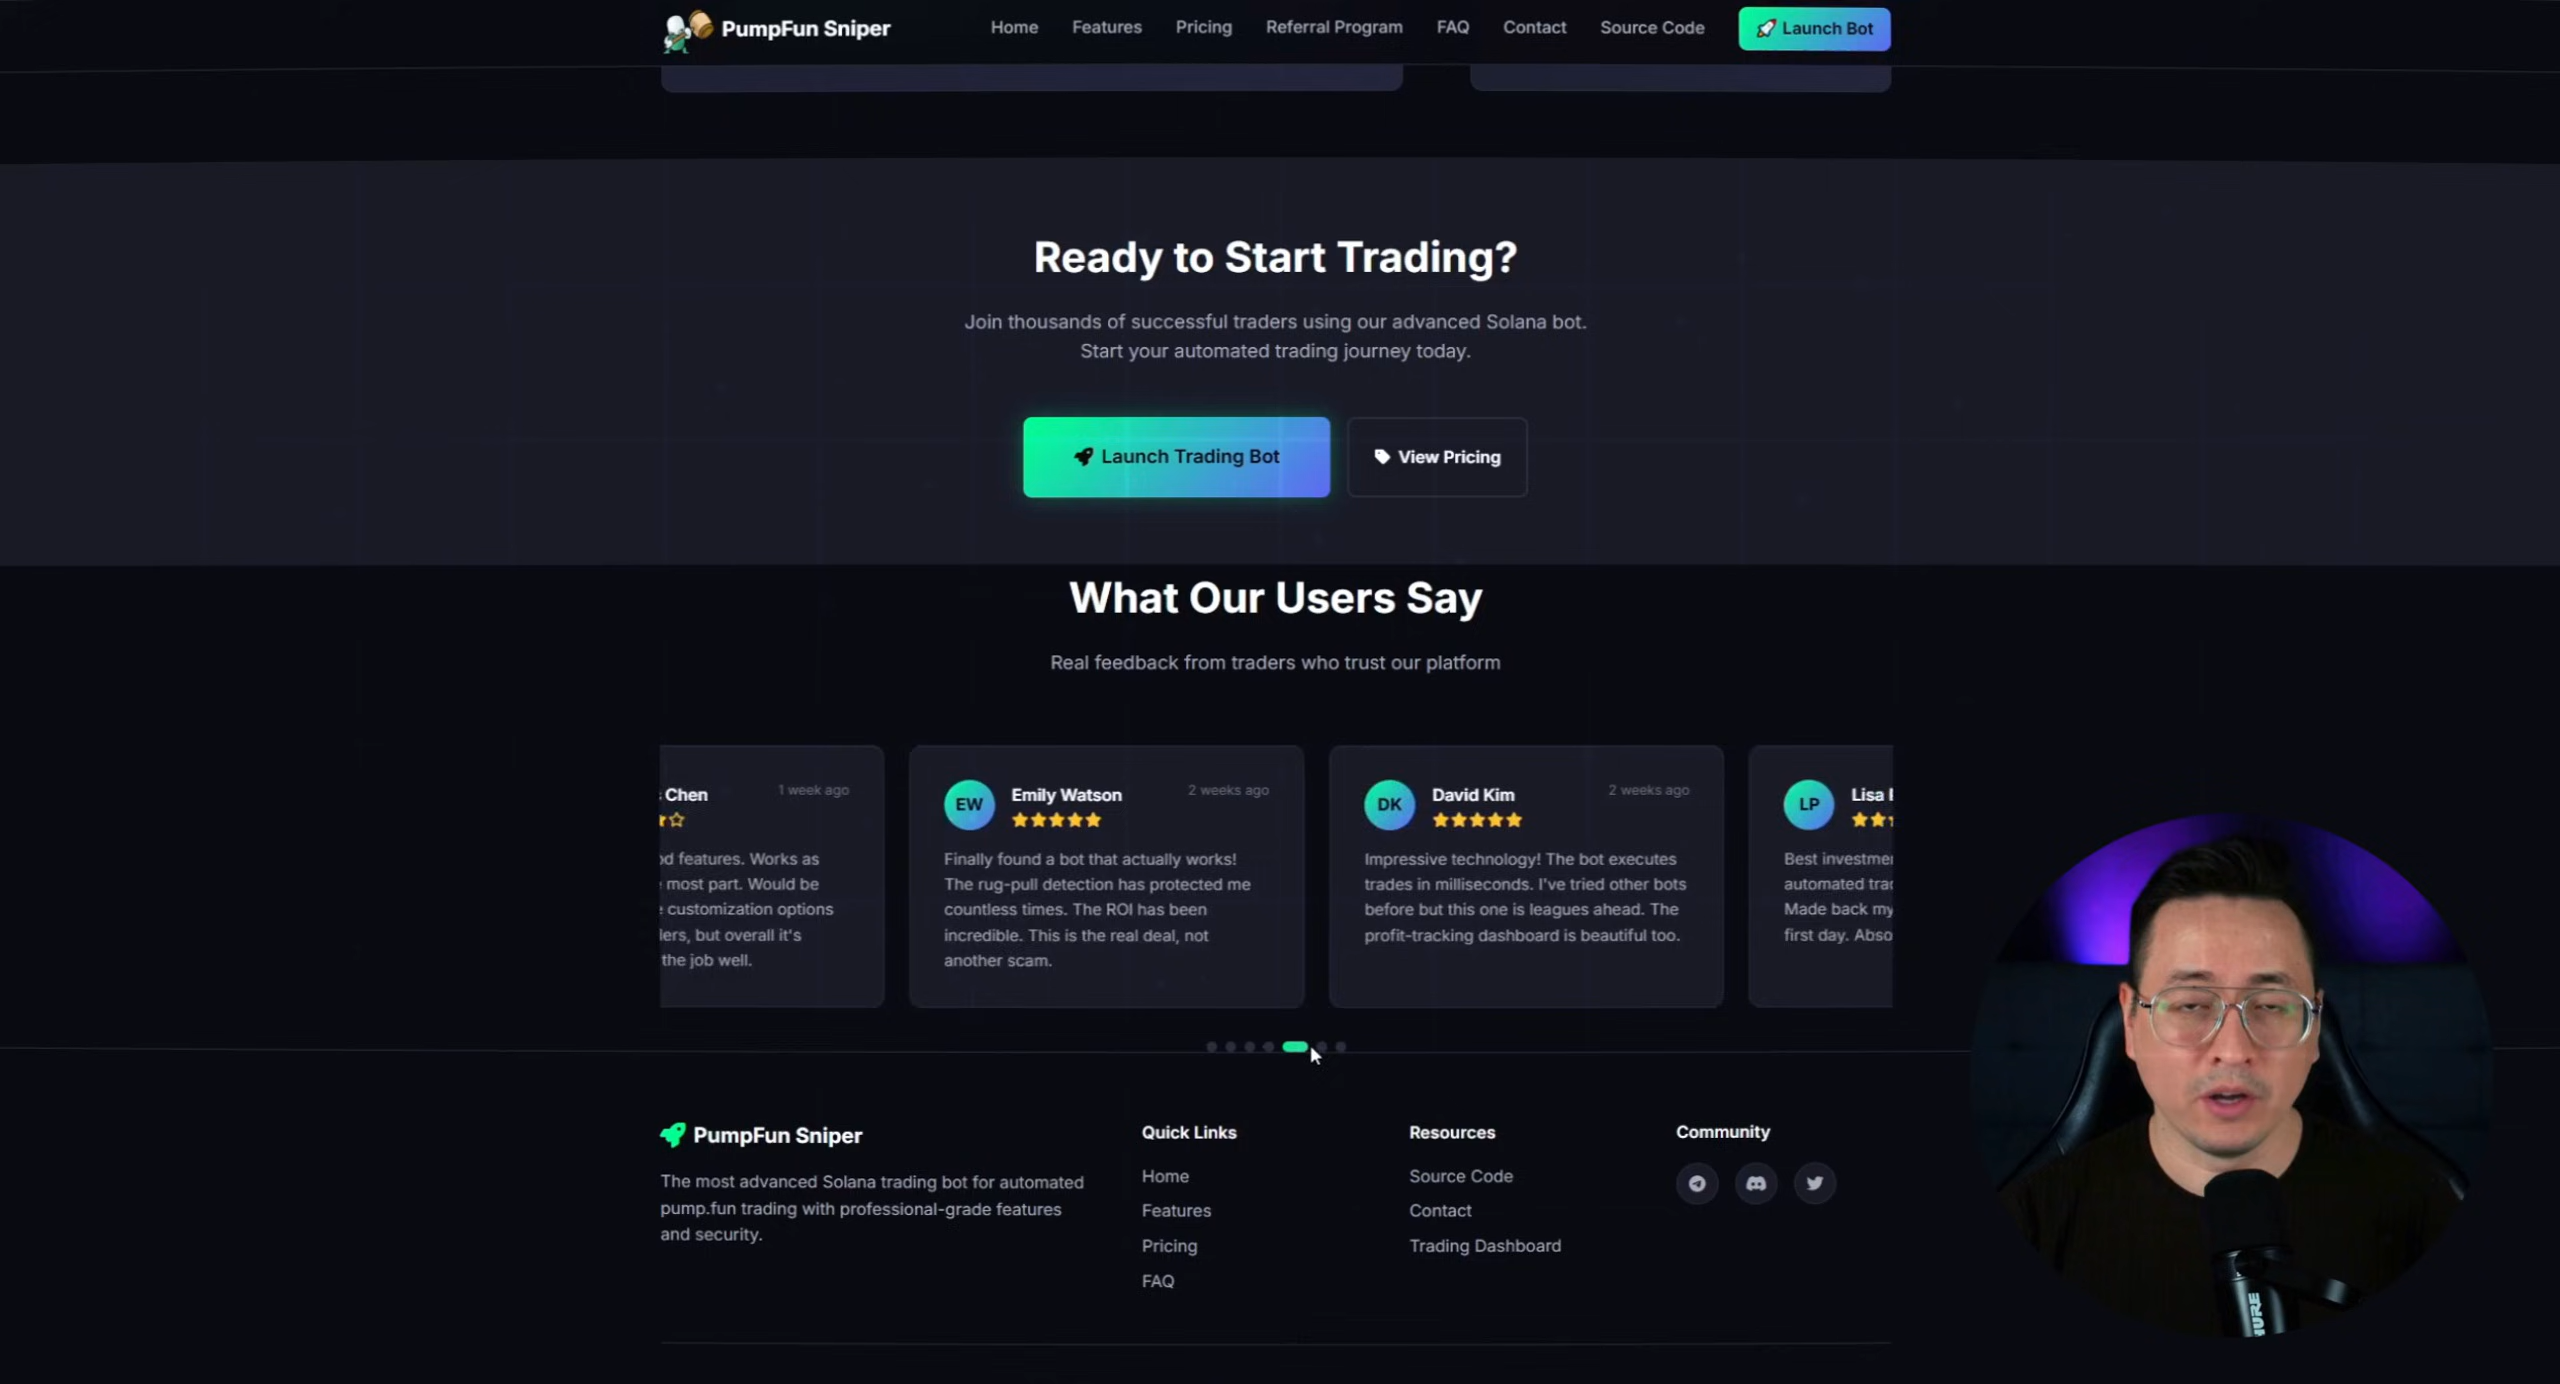 PumpFun Sniper
Home
Features
Pricing
Referral Program
FAQ
Contact
Source Code
Launch Bot
Ready to Start Trading?
Join thousands of successful traders using our advanced Solana bot.
Start your automated trading journey today.
Launch Trading Bot
View Pricing
What Our Users Say
Real feedback from traders who trust our platform
Chen
1 week ago
features. Works as
most part. Would be
customization options
but overall it's
the job well.
EW
Emily Watson
2 weeks ago
Finally found a bot that actually works!
The rug-pull detection has protected me
countless times. The ROI has been
incredible. This is the real deal, not
another scam.
DK
David Kim
2 weeks ago
Impressive technology! The bot executes
trades in milliseconds. I've tried other bots
before but this one is leagues ahead. The
profit-tracking dashboard is beautiful too.
LP
Lisa
Best
automated
Made back my
first day.
PumpFun Sniper
The most advanced Solana trading bot for automated
pump.fun trading with professional-grade features
and security.
Quick Links
Home
Features
Pricing
FAQ
Resources
Source Code
Contact
Trading Dashboard
Community